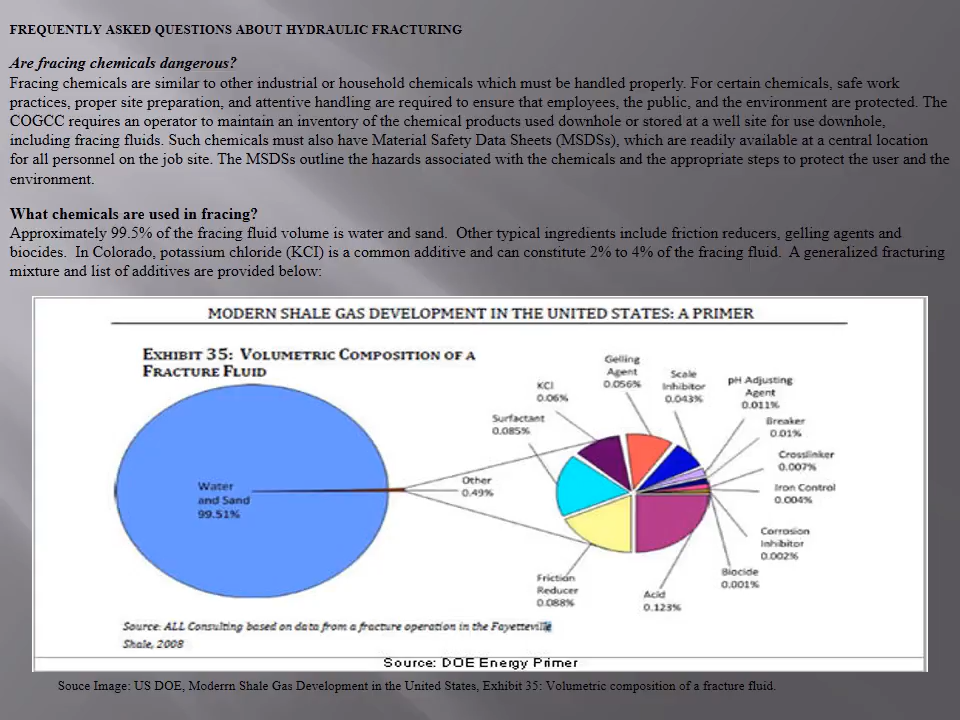 FREQUENTLY ASKED QUESTIONS ABOUT HYDRAULIC FRACTURING
Are fracing chemicals dangerous?
Fracing chemicals are similar to other industrial or household chemicals which must be handled properly. For certain chemicals, safe work
practices, proper site preparation, and attentive handling are required to ensure that employees, the public, and the environment are protected. The
COGCC requires an operator to maintain an inventory of the chemical products used downhole or stored at a well site for use downhole,
including fracing fluids. Such chemicals must also have Material Safety Data Sheets (MSDSs), which are readily available at a central location
for all personnel on the job site. The MSDSs outline the hazards associated with the chemicals and the appropriate steps to protect the user and the
environment.
What chemicals are used in fracing?
Approximately 99.5% of the fracing fluid volume is water and sand. Other typical ingredients include friction reducers, gelling agents and
biocides. In Colorado, potassium chloride (KCI) is a common additive and can constitute 2% to 4% of the fracing fluid. A generalized fracturing
mixture and list of additives are provided below:
MODERN SHALE GAS DEVELOPMENT IN THE UNITED STATES: A PRIMER
EXHIBIT 35: VOLUMETRIC COMPOSITION OF A
FRACTURE FLUID
Water
and Sand
99.51%
Other
0.49%
Surfactant
0.085%
KCl
0.06%
Gelling
Agent
0.056%
Scale
Inhibitor
0.043%
pH Adjusting
Agent
0.011%
Breaker
0.01%
Crosslinker
0.007%
Iron Control
0.004%
Corrosion
Inhibitor
0.002%
Biocide
0.001%
Acid
0.123%
Friction
Reducer
0.088%
Source: ALL Consulting based on data from a fracture operation in the Fayetteville
Shale, 2008
Source: DOE Energy Primer
Souce Image: US DOE, Modern Shale Gas Development in the United States, Exhibit 35: Volumetric composition of a fracture fluid.